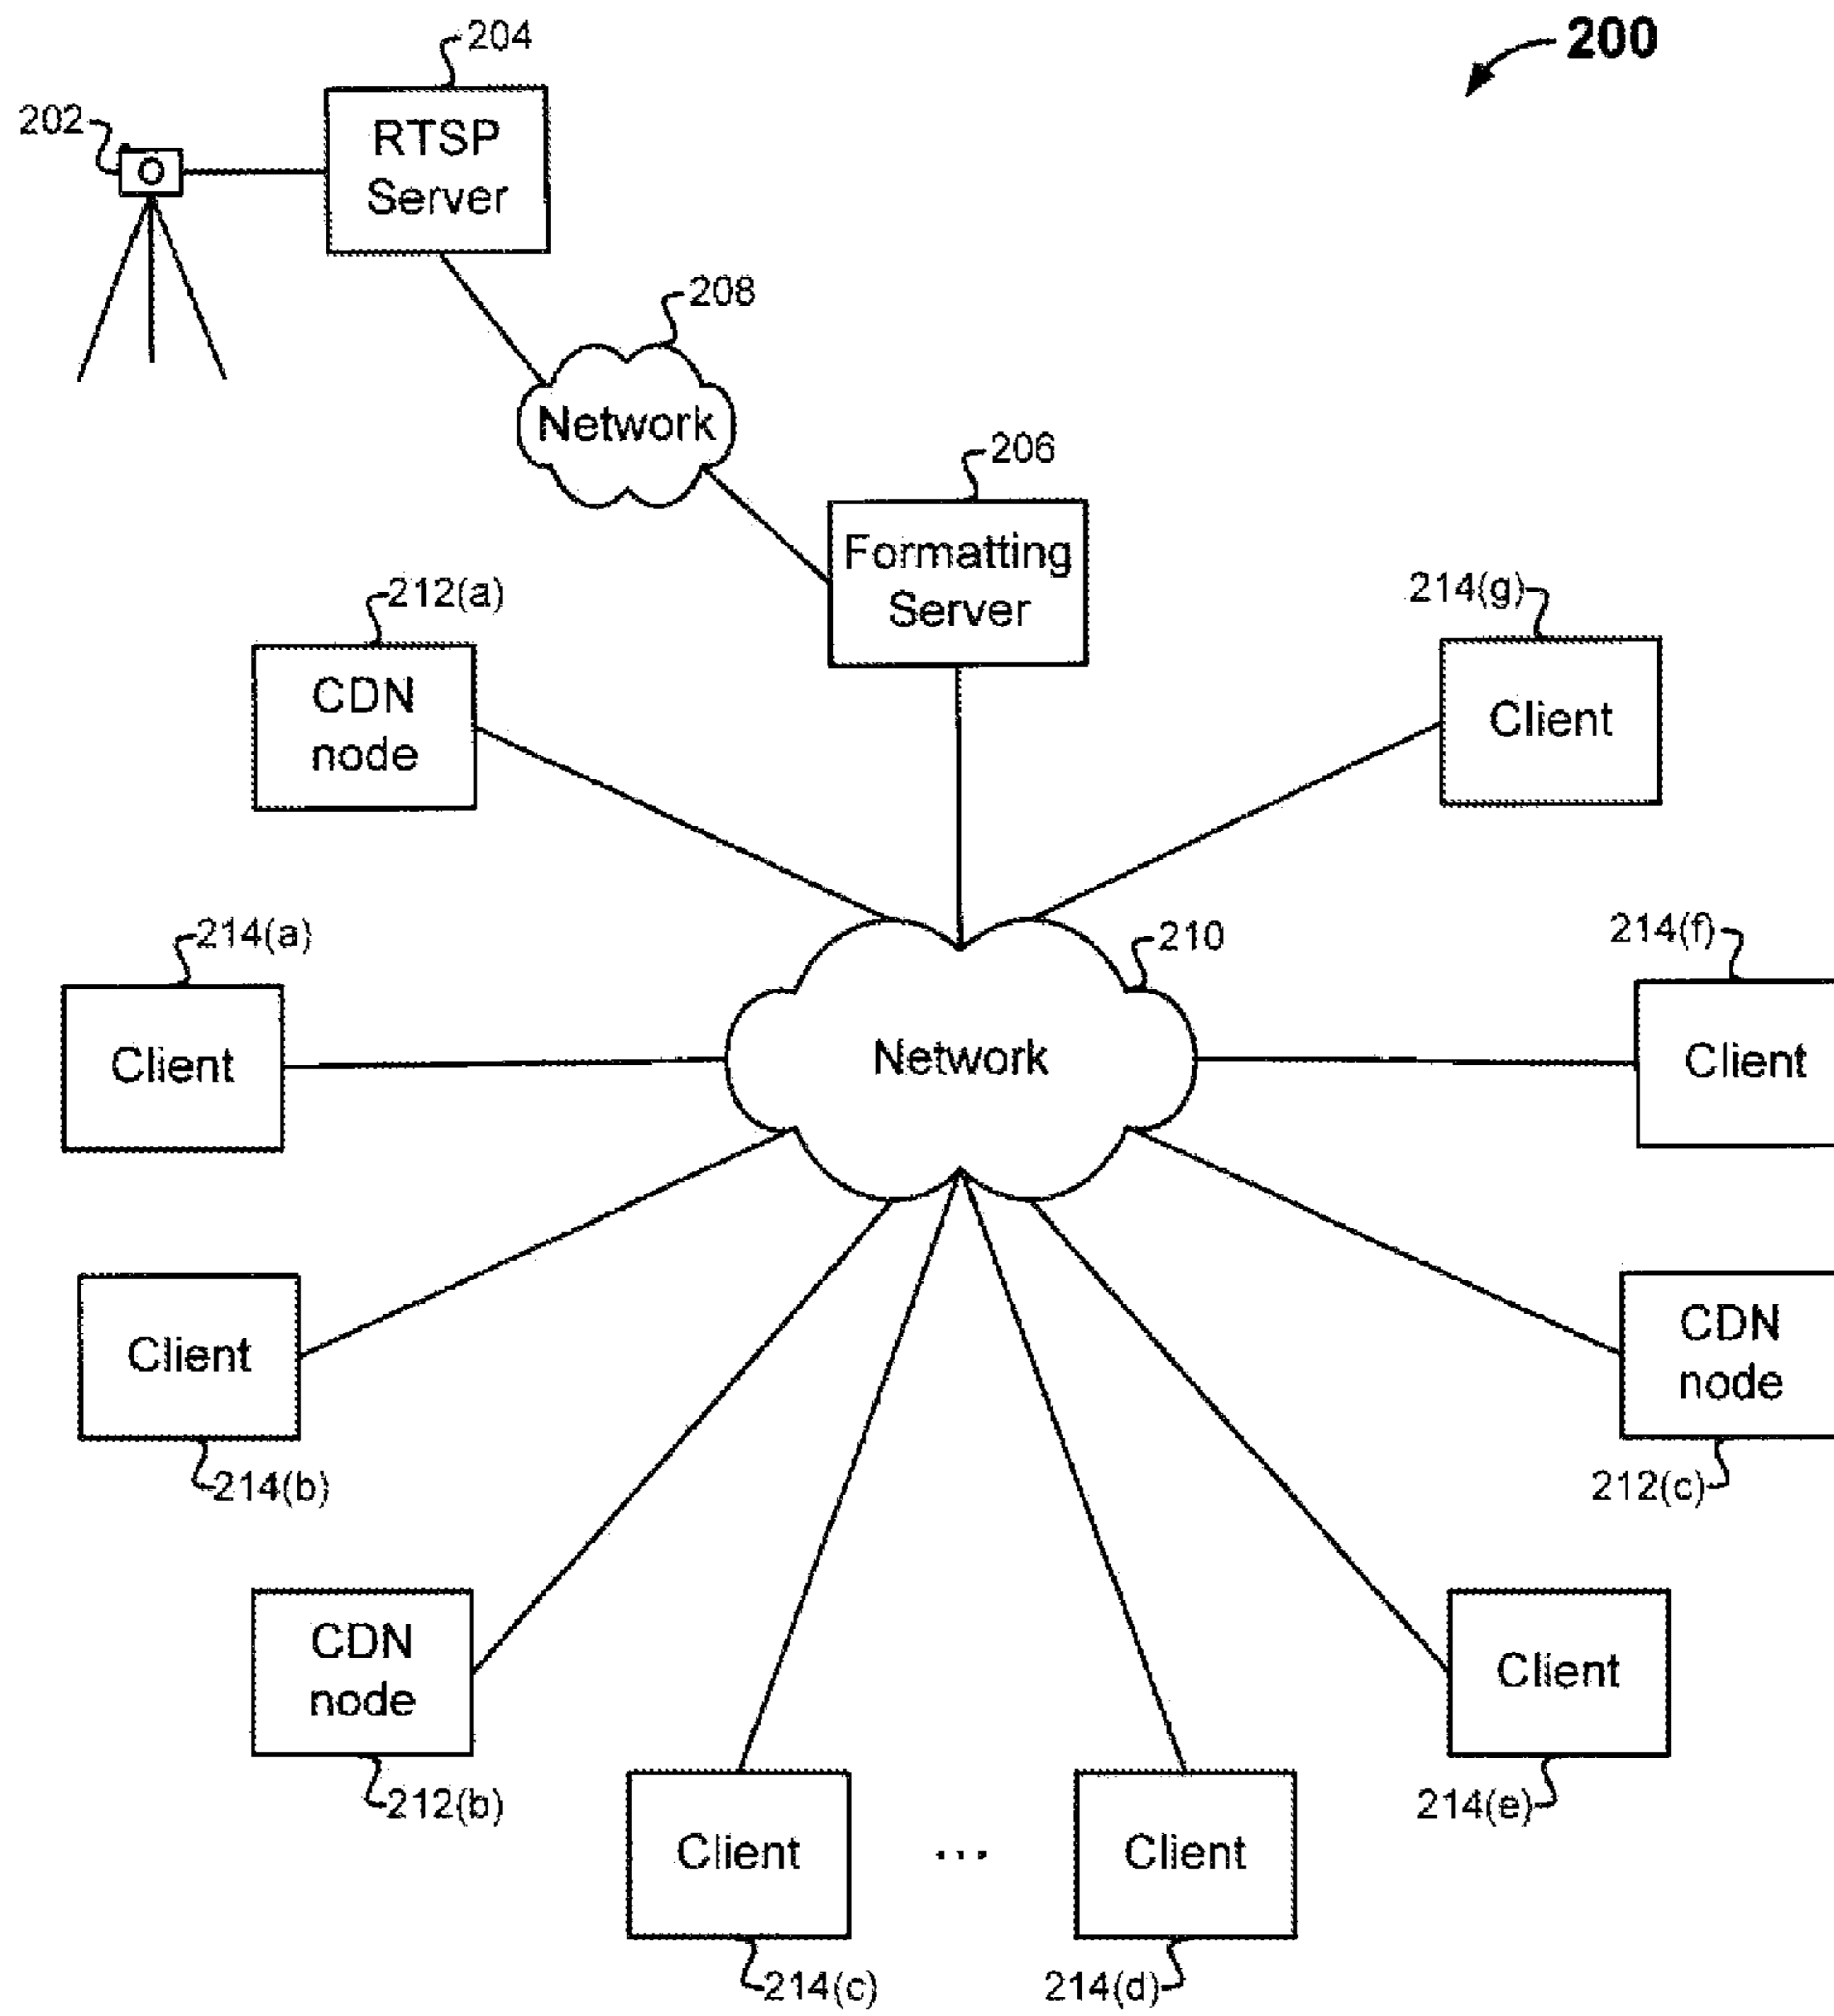 200
204
202
RTSP
Server
208
Network
206
Formatting
Server
212(a)
CDN
node
214(g)
Client
214(a)
Client
210
Network
214(f)
Client
Client
214(b)
CDN
node
212(c)
CDN
node
212(b)
Client
214(e)
Client
214(c)
...
Client
214(d)